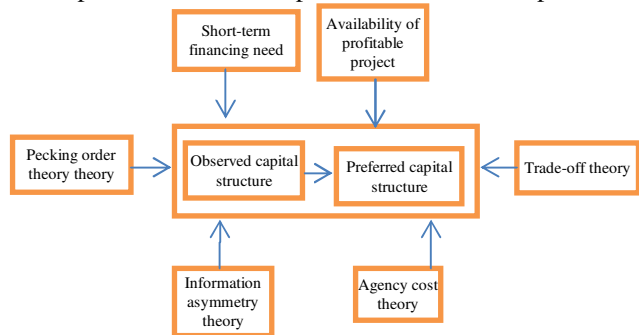 Short-term
financing need
Availability of
profitable
project
Pecking order
theory theory
Observed capital
structure
Preferred capital
structure
Trade-off theory
Information
asymmetry
theory
Agency cost
theory